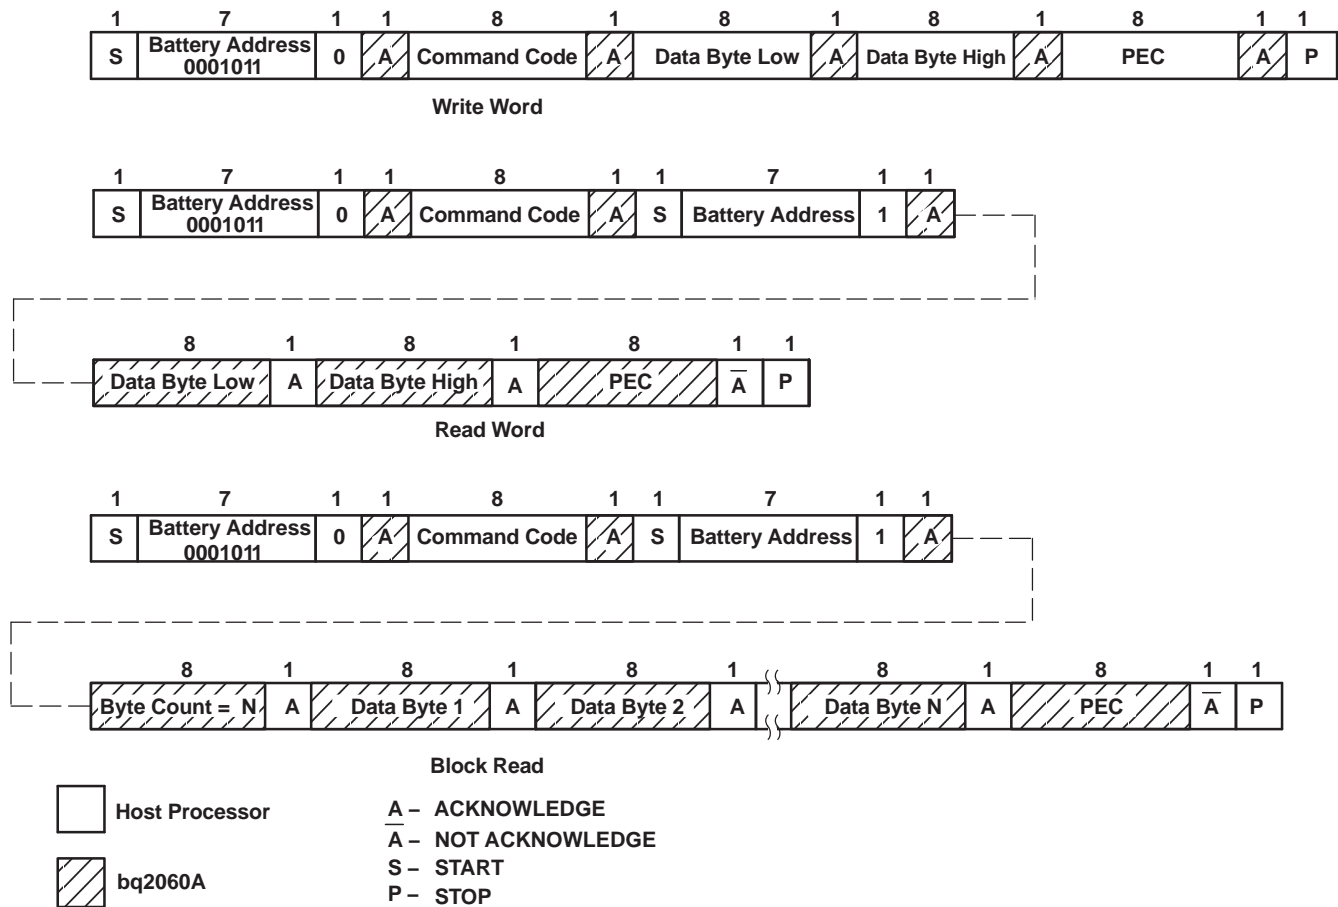 1 7 1 1 8 1 8 1 8 1 8 1 1
S Battery Address 0 A Command Code A Data Byte Low A Data Byte High A PEC A P
0001011
Write Word
1 7 1 1 8 1 1 7 1 1
S Battery Address 0 A Command Code A S Battery Address 1 A
0001011
8 1 8 1 8 1 1
Data Byte Low A Data Byte High A PEC A̅ P
Read Word
1 7 1 1 8 1 1 7 1 1
S Battery Address 0 A Command Code A S Battery Address 1 A
0001011
8 1 8 1 8 1 8 1 8 1 1
Byte Count = N A Data Byte 1 A Data Byte 2 A Data Byte N A PEC A̅ P
Block Read
Host Processor
A – ACKNOWLEDGE
A̅ – NOT ACKNOWLEDGE
bq2060A
S – START
P – STOP